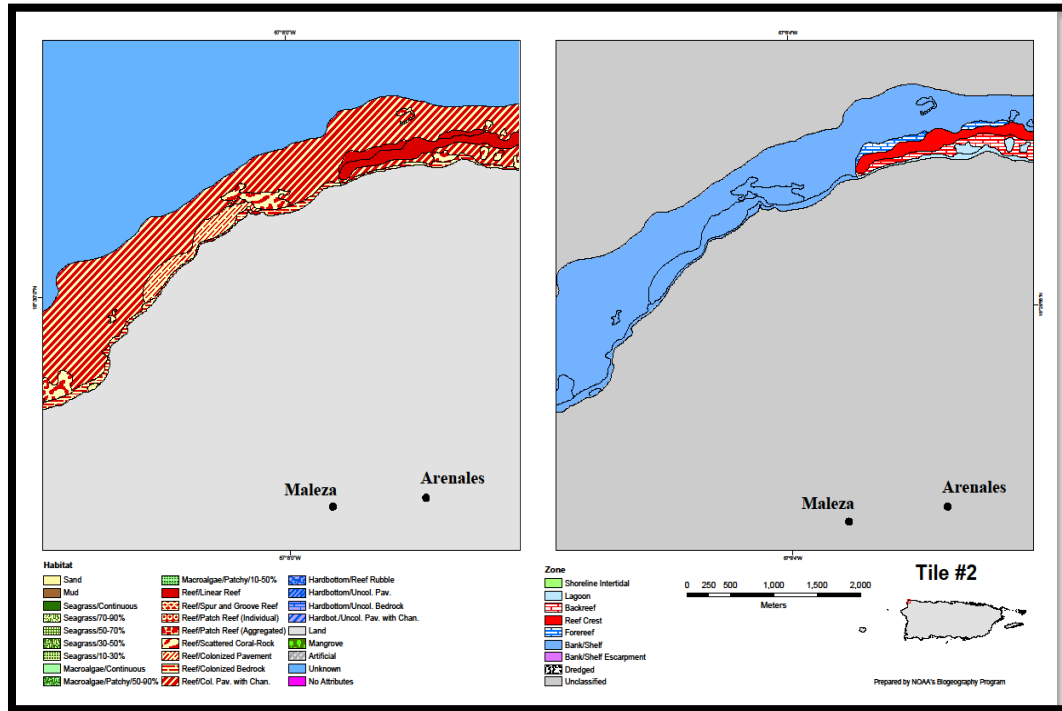 Maleza
Arenales
Maleza
Arenales
Habitat
Sand
Mud
Seagrass/Continuous
Seagrass/70-90%
Seagrass/50-70%
Seagrass/30-50%
Seagrass/10-30%
Macroalgae/Continuous
Macroalgae/Patchy/50-90%
Macroalgae/Patchy/10-50%
Reef/Linear Reef
Reef/Spur and Groove Reef
Reef/Patch Reef (Individual)
Reef/Patch Reef (Aggregated)
Reef/Scattered Coral-Rock
Reef/Colonized Pavement
Reef/Colonized Bedrock
Reef/Col. Pav. with Chan.
Hardbottom/Reef Rubble
Hardbottom/Uncol. Pav.
Hardbottom/Uncol. Bedrock
Hardbot./Uncol. Pav. with Chan.
Land
Mangrove
Artificial
Unknown
No Attributes
Zone
Shoreline Intertidal
Lagoon
Backreef
Reef Crest
Forereef
Bank/Shelf
Bank/Shelf Escarpment
Dredged
Unclassified
0 250 500 1,000 1,500 2,000
Meters
Tile #2
Prepared by NOAA's Biogeography Program